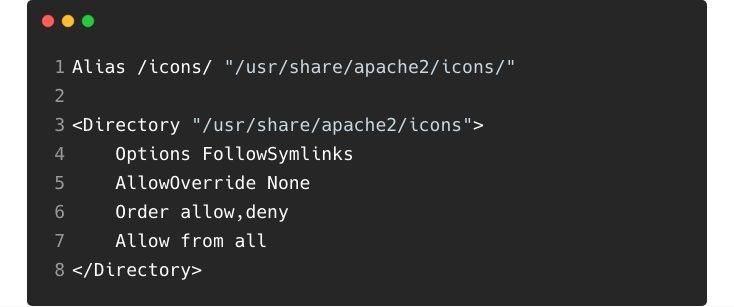 1 Alias /icons/ "/usr/share/apache2/icons/"
2
3 <Directory "/usr/share/apache2/icons">
4     Options FollowSymlinks
5     AllowOverride None
6     Order allow,deny
7     Allow from all
8 </Directory>